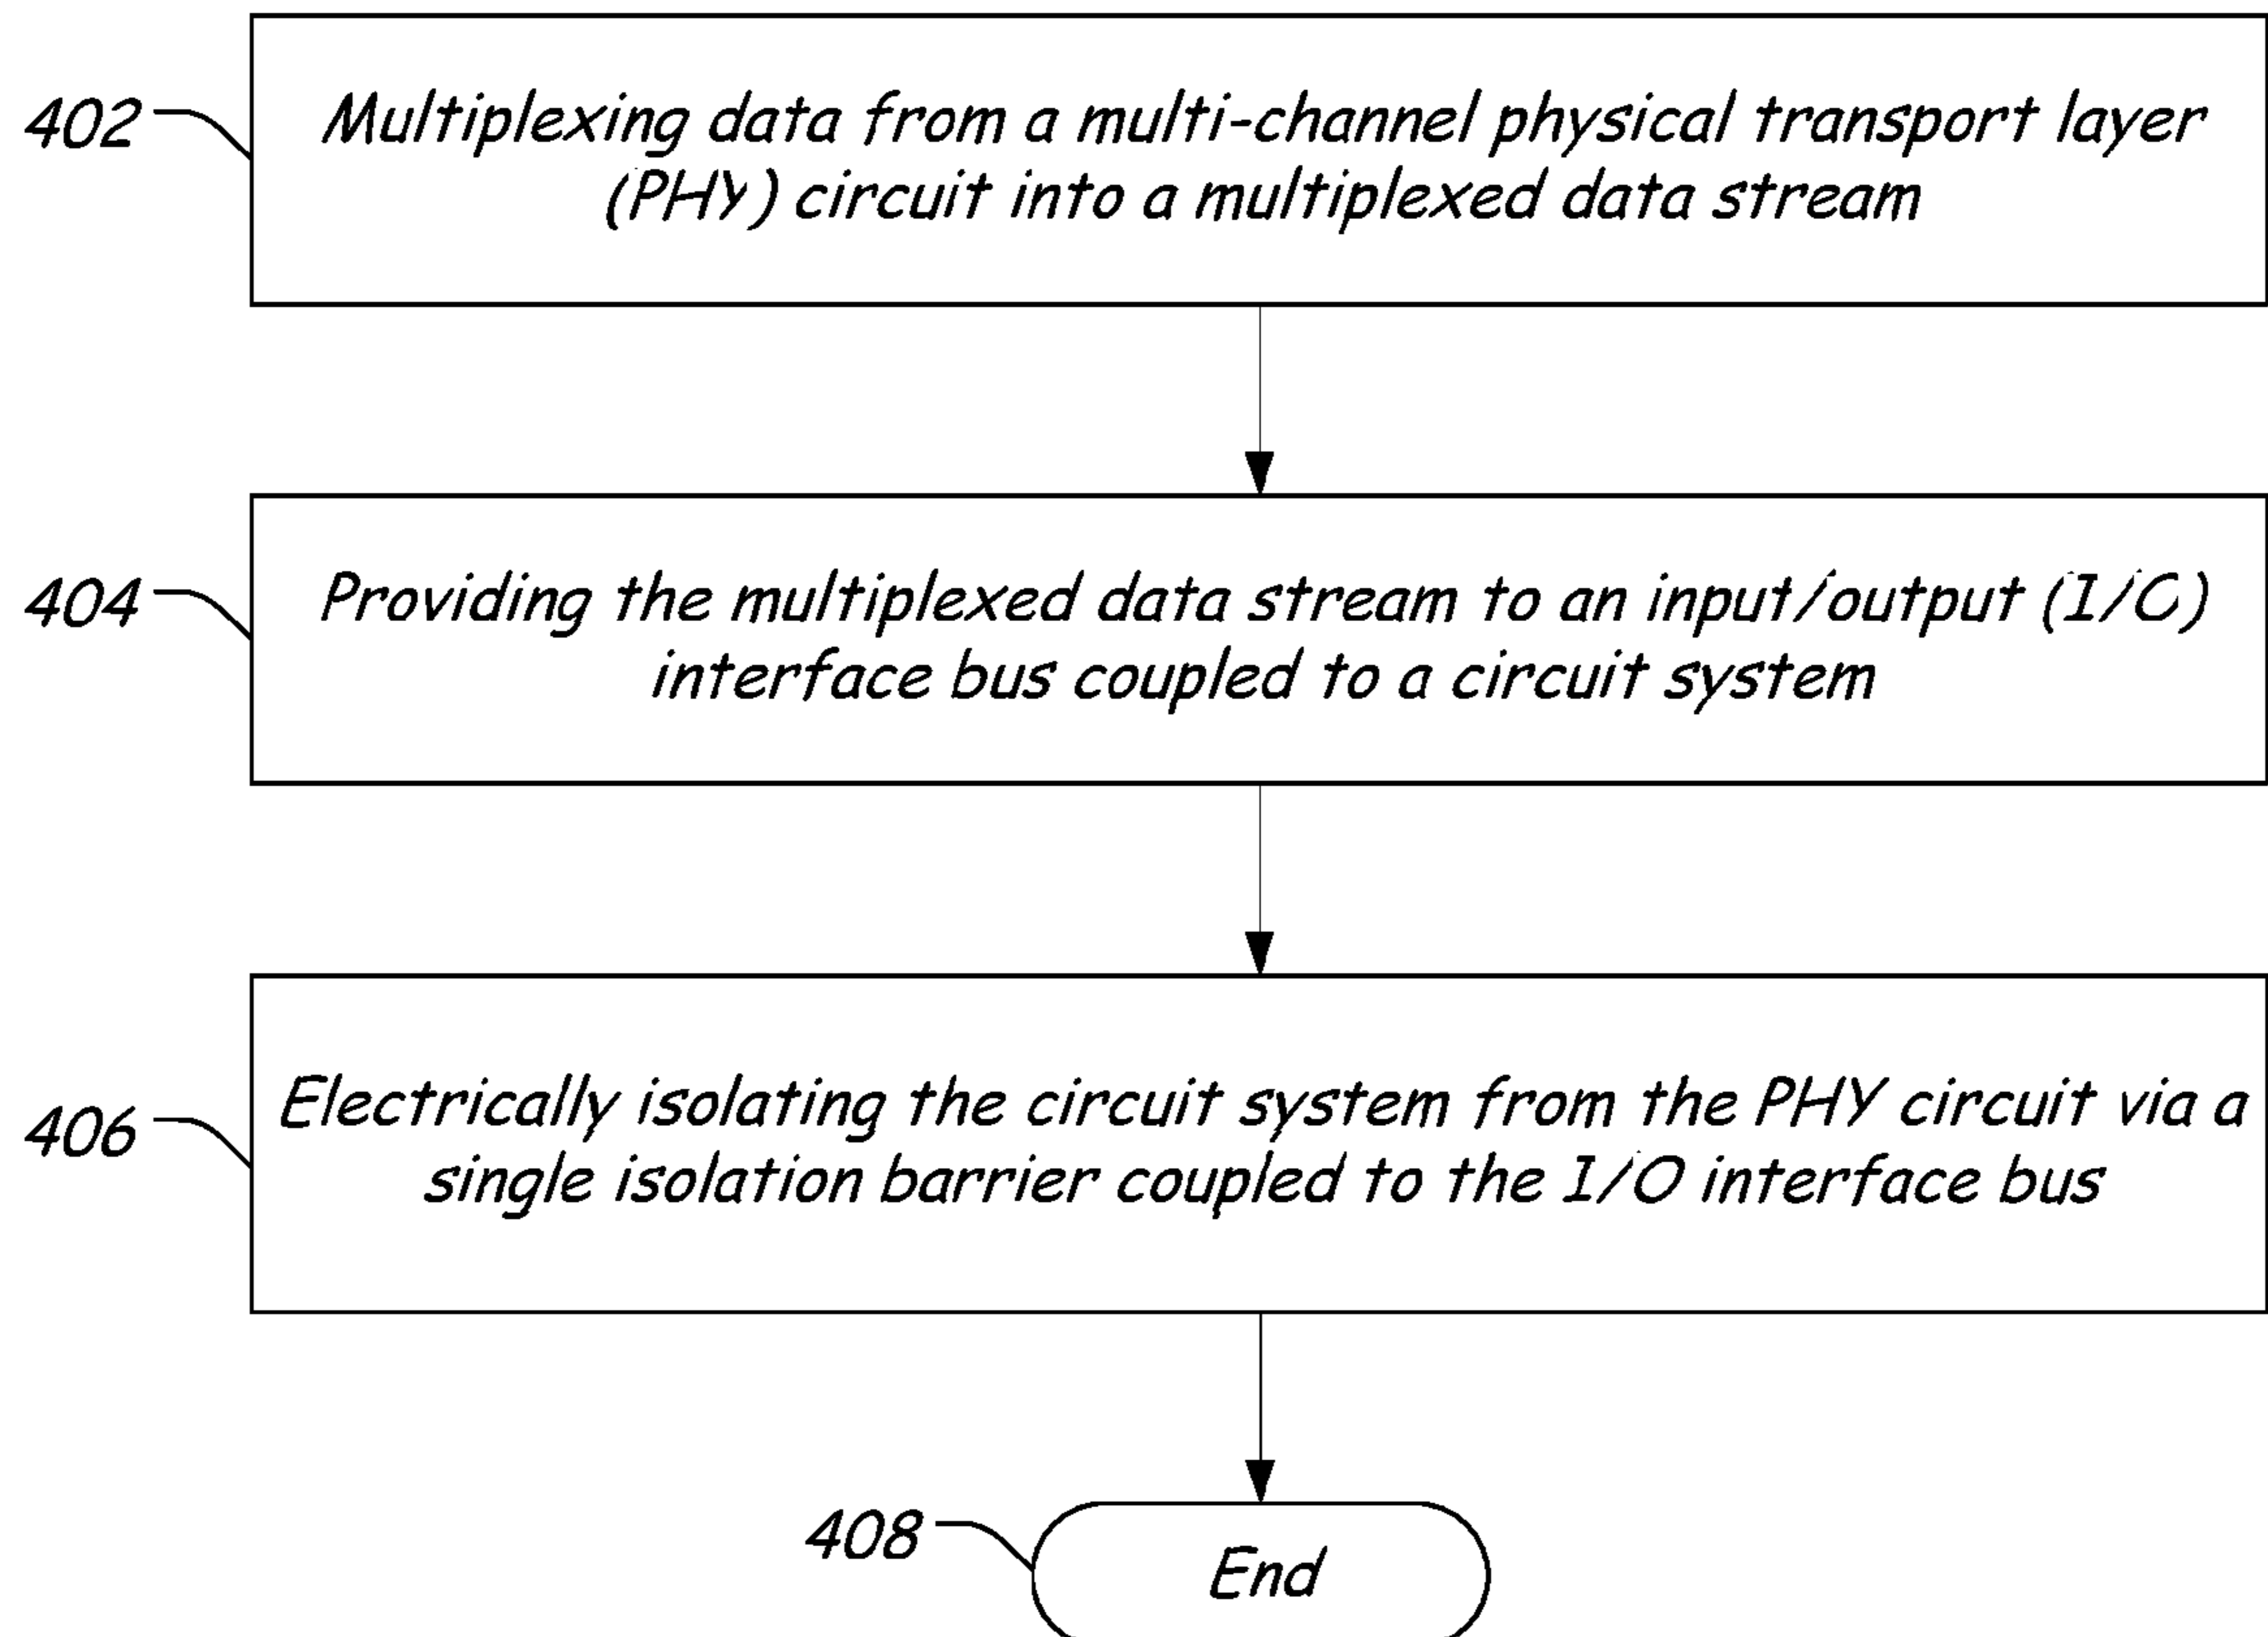 402
Multiplexing data from a multi-channel physical transport layer
(PHY) circuit into a multiplexed data stream
404
Providing the multiplexed data stream to an input/output (I/O)
interface bus coupled to a circuit system
406
Electrically isolating the circuit system from the PHY circuit via a
single isolation barrier coupled to the I/O interface bus
408
End